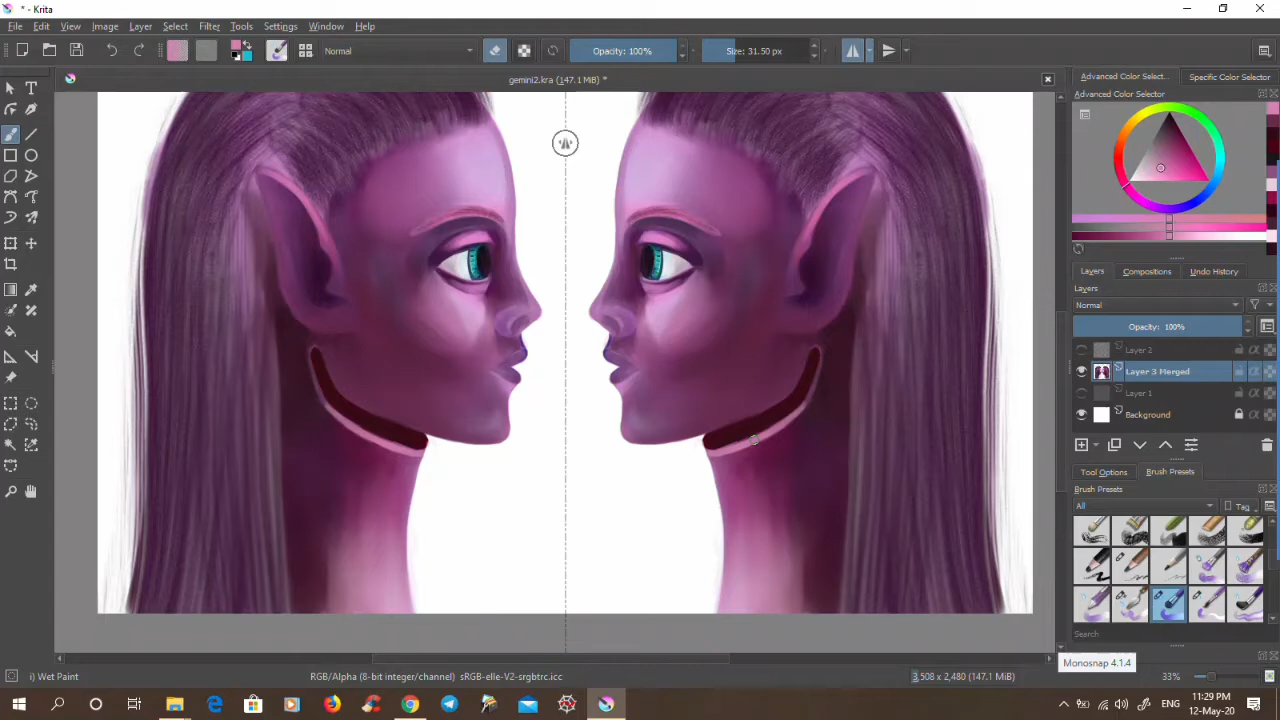 * - Krita
File Edit View Image Layer Select Filter Tools Settings Window Help
Normal
Opacity: 100%
Size: 31.50 px
gemini2.kra (147.1 MiB) *
Advanced Color Select... Specific Color Selector
Advanced Color Selector
Layers Compositions Undo History
Layers
Normal
Opacity: 100%
Layer 2
Layer 3 Merged
Layer 1
Background
Tool Options Brush Presets
Brush Presets
All
Tag
Search
Monosnap 4.1.4
i) Wet Paint
RGB/Alpha (8-bit integer/channel) sRGB-elle-V2-srgbtrc.icc
3,508 x 2,480 (147.1 MiB)
33%
11:29 PM
12-May-20